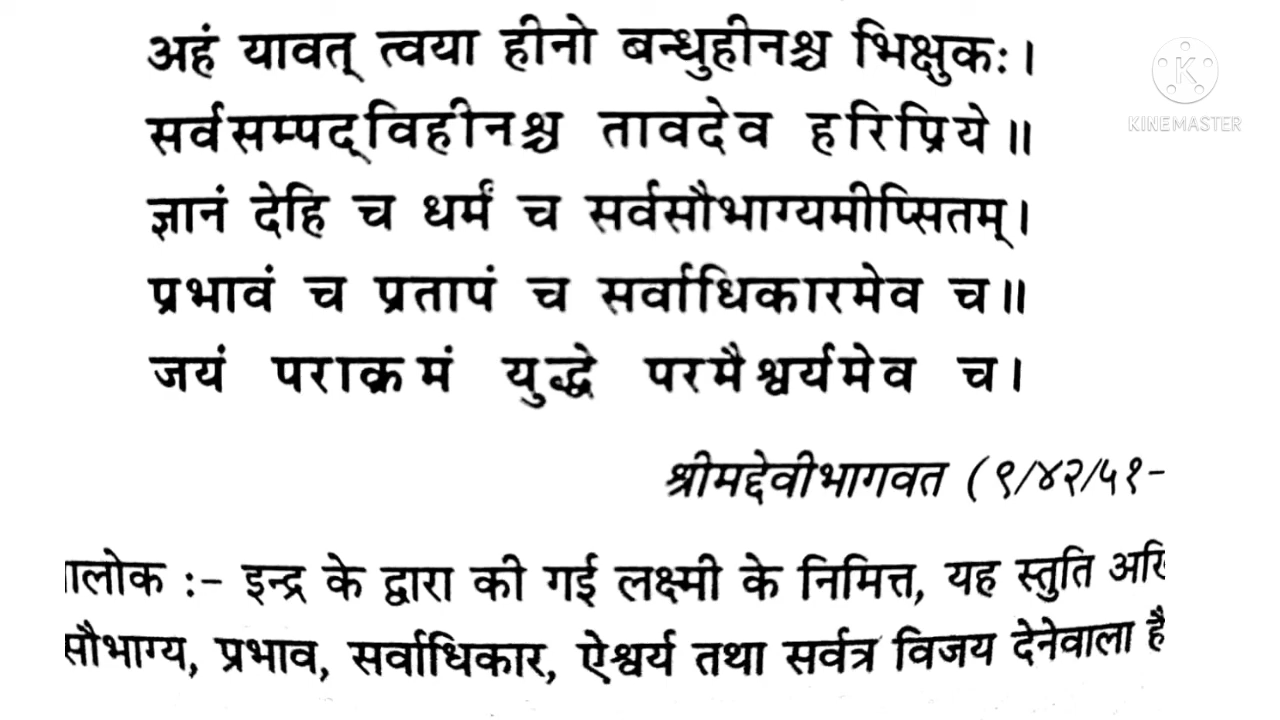 अहं यावत् त्वया हीनो बन्धुहीनश्च भिक्षुकः।
KINEMASTER
सर्वसम्पद्विहीनश्च तावदेव हरिप्रिये॥
ज्ञानं देहि च धर्मं च सर्वसौभाग्यमीप्सितम्।
प्रभावं च प्रतापं च सर्वाधिकारमेव च॥
जयं पराक्रमं युद्धे परमैश्वर्यमेव च।
श्रीमद्देवीभागवत (९/४२/५१-
ालोक :- इन्द्र के द्वारा की गई लक्ष्मी के निमित्त, यह स्तुति अखि
सौभाग्य, प्रभाव, सर्वाधिकार, ऐश्वर्य तथा सर्वत्र विजय देनेवाला है